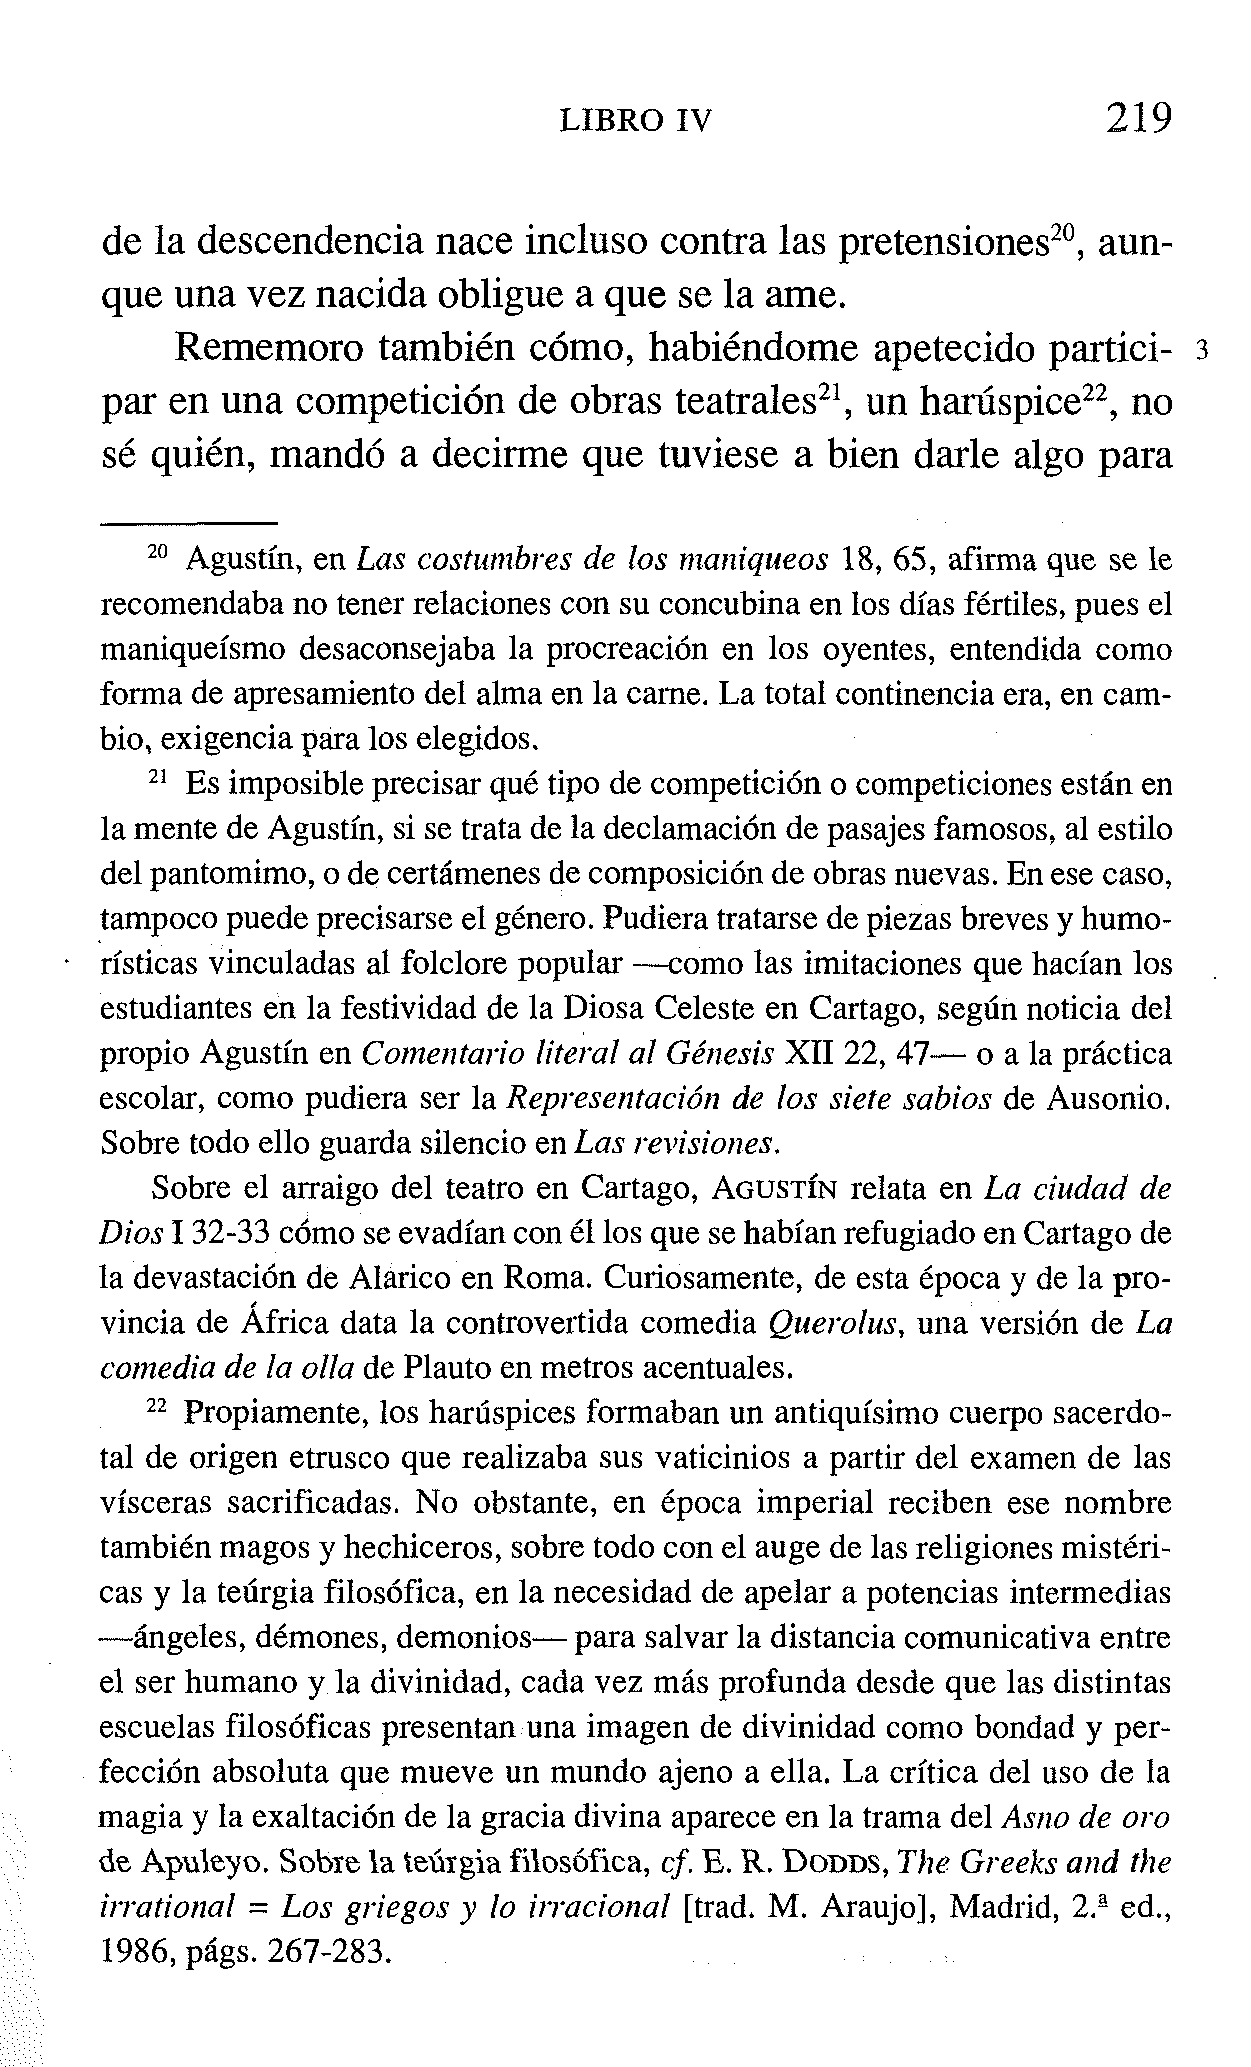 LIBRO IV 219
de la descendencia nace incluso contra las pretensiones²⁰, aun-
que una vez nacida obligue a que se la ame.
Rememoro también cómo, habiéndome apetecido partici- 3
par en una competición de obras teatrales²¹, un harúspice²², no
sé quién, mandó a decirme que tuviese a bien darle algo para
²⁰ Agustín, en Las costumbres de los maniqueos 18, 65, afirma que se le
recomendaba no tener relaciones con su concubina en los días fértiles, pues el
maniqueísmo desaconsejaba la procreación en los oyentes, entendida como
forma de apresamiento del alma en la carne. La total continencia era, en cam-
bio, exigencia para los elegidos.
²¹ Es imposible precisar qué tipo de competición o competiciones están en
la mente de Agustín, si se trata de la declamación de pasajes famosos, al estilo
del pantomimo, o de certámenes de composición de obras nuevas. En ese caso,
tampoco puede precisarse el género. Pudiera tratarse de piezas breves y humo-
rísticas vinculadas al folclore popular —como las imitaciones que hacían los
estudiantes en la festividad de la Diosa Celeste en Cartago, según noticia del
propio Agustín en Comentario literal al Génesis XII 22, 47— o a la práctica
escolar, como pudiera ser la Representación de los siete sabios de Ausonio.
Sobre todo ello guarda silencio en Las revisiones.
Sobre el arraigo del teatro en Cartago, AGUSTÍN relata en La ciudad de
Dios I 32-33 cómo se evadían con él los que se habían refugiado en Cartago de
la devastación de Alarico en Roma. Curiosamente, de esta época y de la pro-
vincia de África data la controvertida comedia Querolus, una versión de La
comedia de la olla de Plauto en metros acentuales.
²² Propiamente, los harúspices formaban un antiquísimo cuerpo sacerdo-
tal de origen etrusco que realizaba sus vaticinios a partir del examen de las
vísceras sacrificadas. No obstante, en época imperial reciben ese nombre
también magos y hechiceros, sobre todo con el auge de las religiones mistéri-
cas y la teúrgia filosófica, en la necesidad de apelar a potencias intermedias
—ángeles, démones, demonios— para salvar la distancia comunicativa entre
el ser humano y la divinidad, cada vez más profunda desde que las distintas
escuelas filosóficas presentan una imagen de divinidad como bondad y per-
fección absoluta que mueve un mundo ajeno a ella. La crítica del uso de la
magia y la exaltación de la gracia divina aparece en la trama del Asno de oro
de Apuleyo. Sobre la teúrgia filosófica, cf. E. R. DODDS, The Greeks and the
irrational = Los griegos y lo irracional [trad. M. Araujo], Madrid, 2.ª ed.,
1986, págs. 267-283.